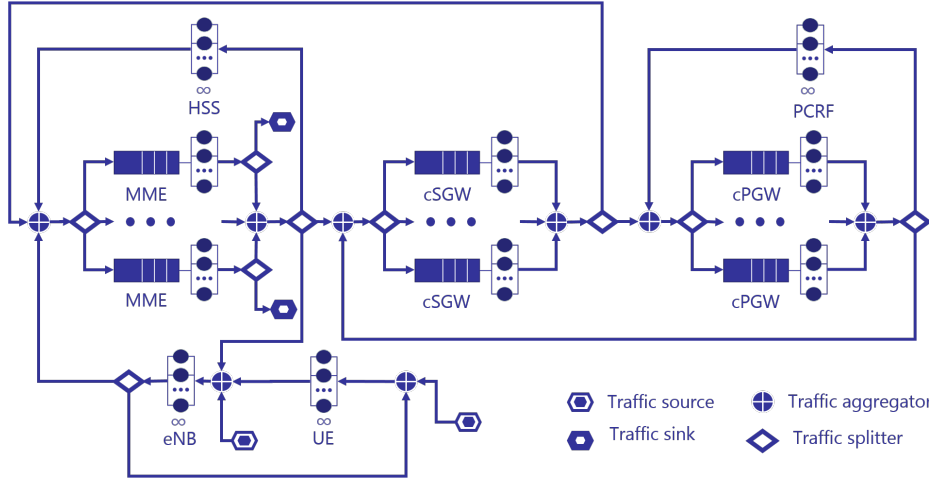 ∞
HSS
∞
PCRF
MME
cSGW
cPGW
MME
cSGW
cPGW
∞
eNB
∞
UE
Traffic source
Traffic aggregator
Traffic sink
Traffic splitter